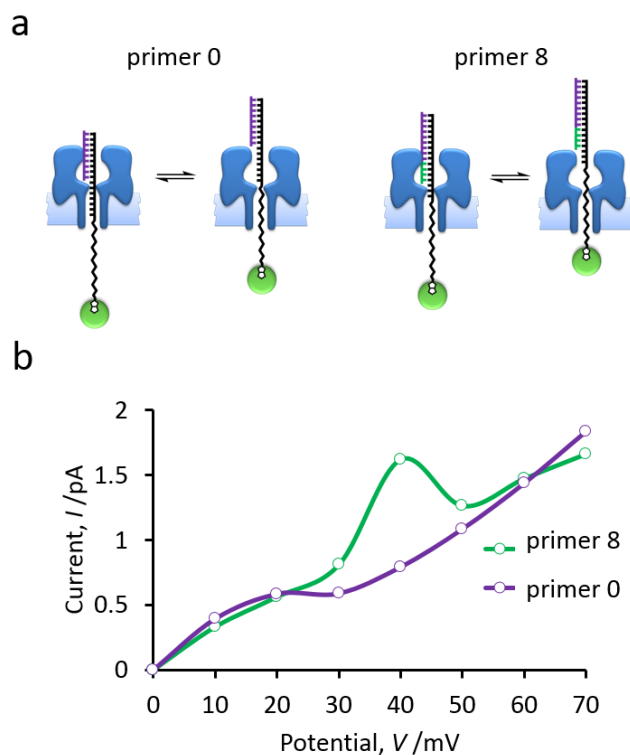 a
primer 0
primer 8
b
Current, I /pA
2
1.5
1
0.5
0
primer 8
primer 0
0 10 20 30 40 50 60 70
Potential, V /mV